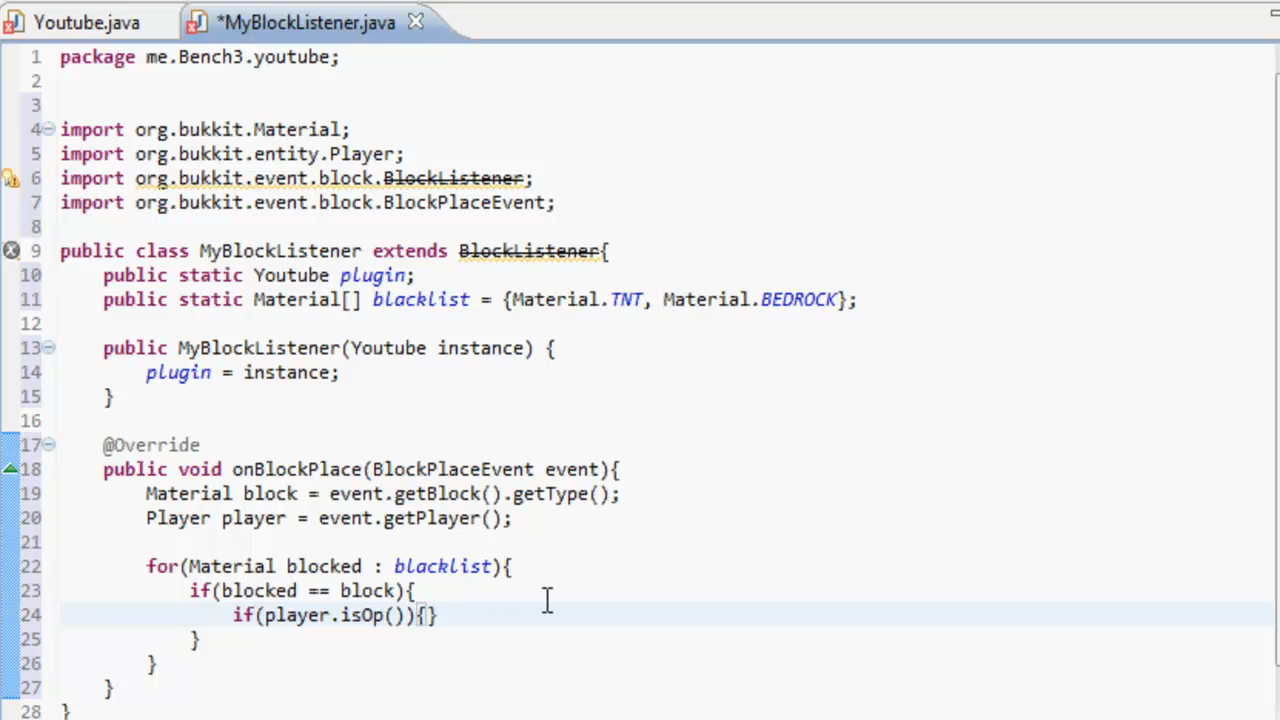 Youtube.java *MyBlockListener.java
1 package me.Bench3.youtube;
2
3
4 import org.bukkit.Material;
5 import org.bukkit.entity.Player;
6 import org.bukkit.event.block.BlockListener;
7 import org.bukkit.event.block.BlockPlaceEvent;
8
9 public class MyBlockListener extends BlockListener{
10 public static Youtube plugin;
11 public static Material[] blacklist = {Material.TNT, Material.BEDROCK};
12
13 public MyBlockListener(Youtube instance) {
14 plugin = instance;
15 }
16
17 @Override
18 public void onBlockPlace(BlockPlaceEvent event){
19 Material block = event.getBlock().getType();
20 Player player = event.getPlayer();
21
22 for(Material blocked : blacklist){
23 if(blocked == block){
24 if(player.isOp()){}
25 }
26 }
27 }
28 }